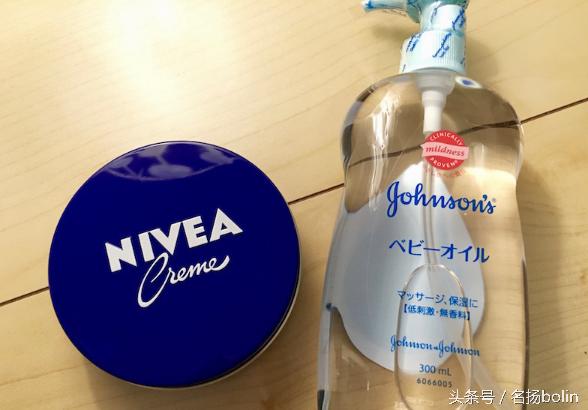 NIVEA
Creme
CLINICALLY
mildness
PROVEN
Johnson's
ベビーオイル
マッサージ、保湿に
【低刺激・無香料】
Johnson & Johnson
300 mL
6066005
头条号 / 名扬bolin